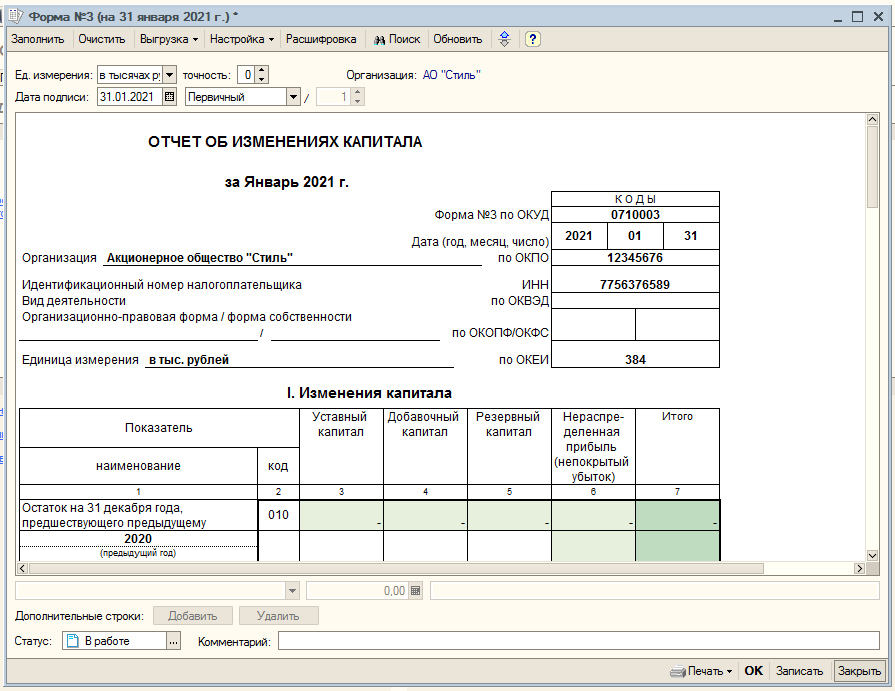 Форма №3 (на 31 января 2021 г.) *
Заполнить Очистить Выгрузка Настройка Расшифровка Поиск Обновить ?
Ед. измерения: в тысячах р точность: 0 Организация: АО "Стиль"
Дата подписи: 31.01.2021 Первичный / 1
ОТЧЕТ ОБ ИЗМЕНЕНИЯХ КАПИТАЛА
за Январь 2021 г.
К О Д Ы
Форма №3 по ОКУД 0710003
Дата (год, месяц, число) 2021 01 31
Организация Акционерное общество "Стиль" по ОКПО 12345676
Идентификационный номер налогоплательщика ИНН 7756376589
Вид деятельности по ОКВЭД
Организационно-правовая форма / форма собственности
/ по ОКОПФ/ОКФС
Единица измерения в тыс. рублей по ОКЕИ 384
I. Изменения капитала
Показатель Уставный капитал Добавочный капитал Резервный капитал Нераспре-
деленная
прибыль
(непокрытый
убыток) Итого
наименование код
1 2 3 4 5 6 7
Остаток на 31 декабря года,
предшествующего предыдущему 010 - - - - -
2020
(предыдущий год)
0,00
Дополнительные строки: Добавить Удалить
Статус: В работе ... Комментарий:
Печать OK Записать Закрыть